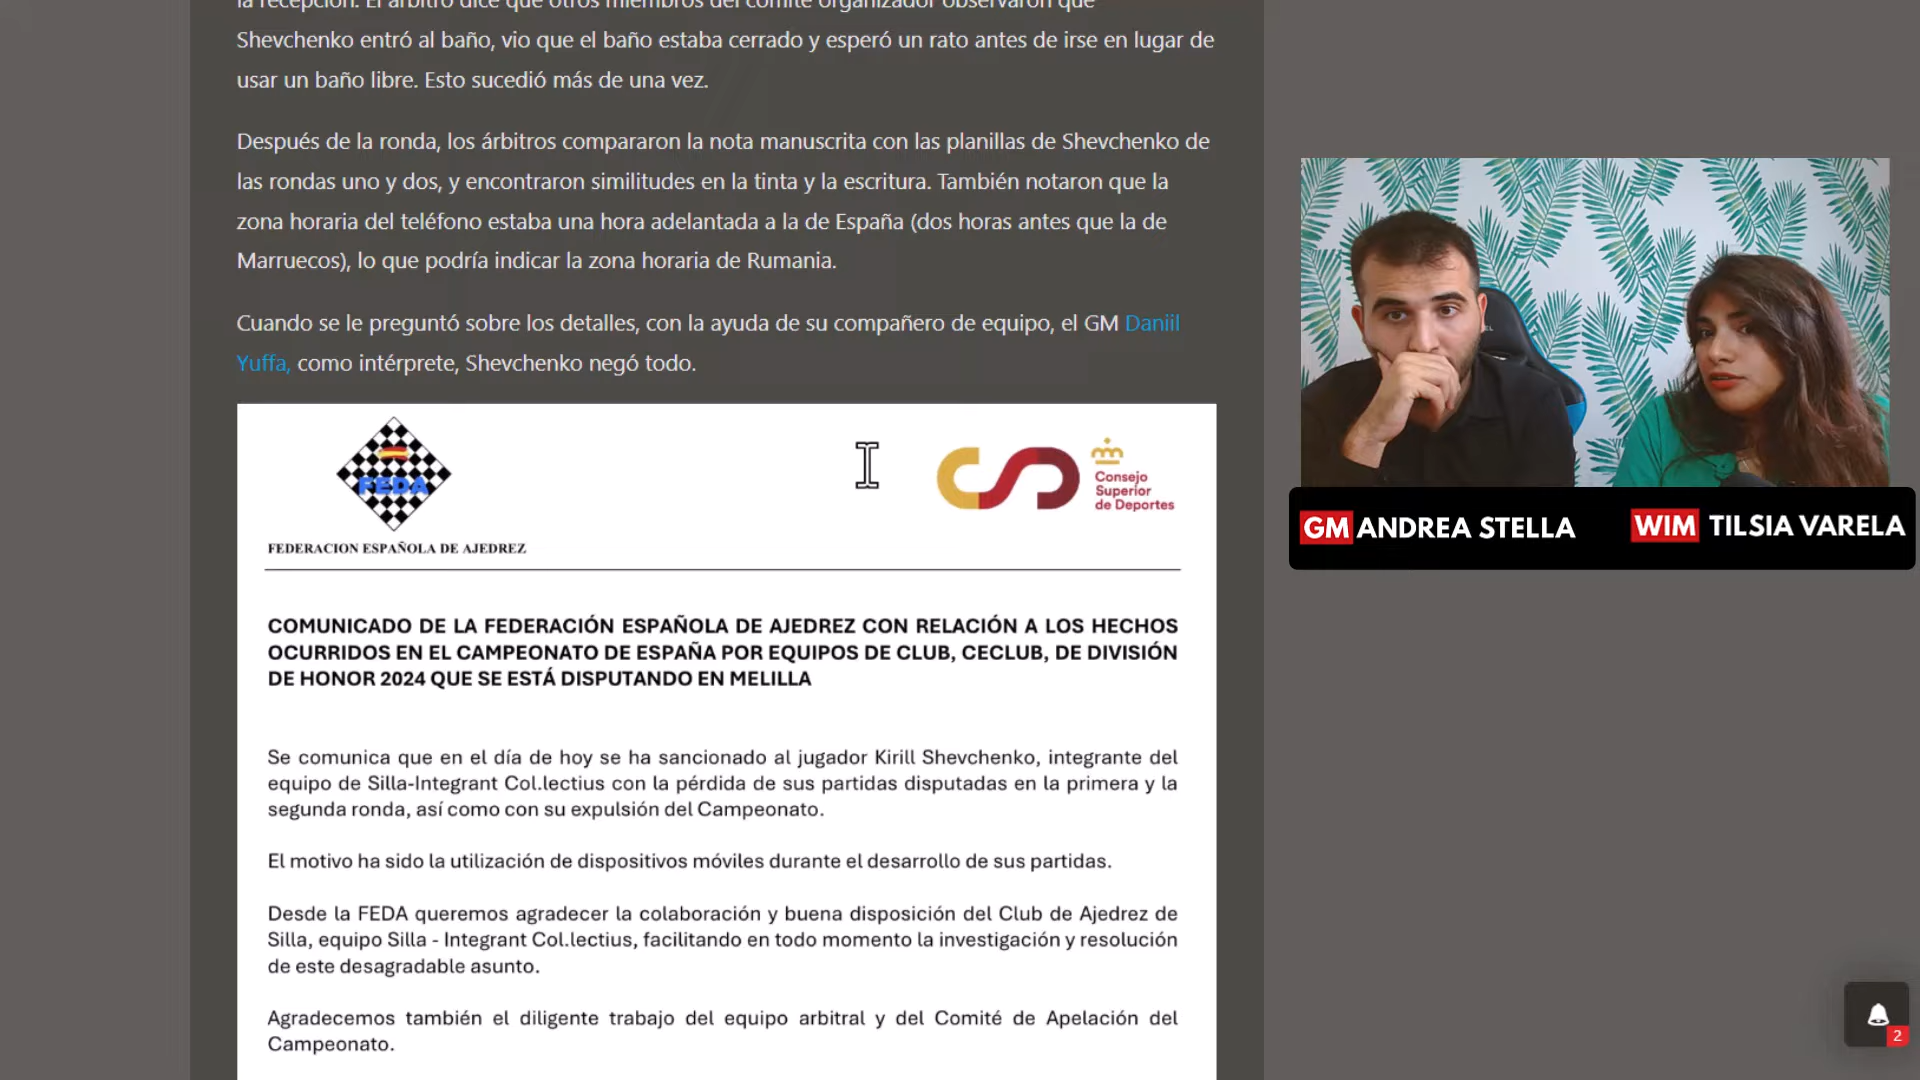 la recepción. El árbitro dice que otros miembros del comité organizador observaron que
Shevchenko entró al baño, vio que el baño estaba cerrado y esperó un rato antes de irse en lugar de
usar un baño libre. Esto sucedió más de una vez.
Después de la ronda, los árbitros compararon la nota manuscrita con las planillas de Shevchenko de
las rondas uno y dos, y encontraron similitudes en la tinta y la escritura. También notaron que la
zona horaria del teléfono estaba una hora adelantada a la de España (dos horas antes que la de
Marruecos), lo que podría indicar la zona horaria de Rumania.
Cuando se le preguntó sobre los detalles, con la ayuda de su compañero de equipo, el GM Daniil
Yuffa, como intérprete, Shevchenko negó todo.
FEDA
FEDERACION ESPAÑOLA DE AJEDREZ
Consejo
Superior
de Deportes
COMUNICADO DE LA FEDERACIÓN ESPAÑOLA DE AJEDREZ CON RELACIÓN A LOS HECHOS
OCURRIDOS EN EL CAMPEONATO DE ESPAÑA POR EQUIPOS DE CLUB, CECLUB, DE DIVISIÓN
DE HONOR 2024 QUE SE ESTÁ DISPUTANDO EN MELILLA
Se comunica que en el día de hoy se ha sancionado al jugador Kirill Shevchenko, integrante del
equipo de Silla-Integrant Col.lectius con la pérdida de sus partidas disputadas en la primera y la
segunda ronda, así como con su expulsión del Campeonato.
El motivo ha sido la utilización de dispositivos móviles durante el desarrollo de sus partidas.
Desde la FEDA queremos agradecer la colaboración y buena disposición del Club de Ajedrez de
Silla, equipo Silla - Integrant Col.lectius, facilitando en todo momento la investigación y resolución
de este desagradable asunto.
Agradecemos también el diligente trabajo del equipo arbitral y del Comité de Apelación del
Campeonato.
GM ANDREA STELLA
WIM TILSIA VARELA
2